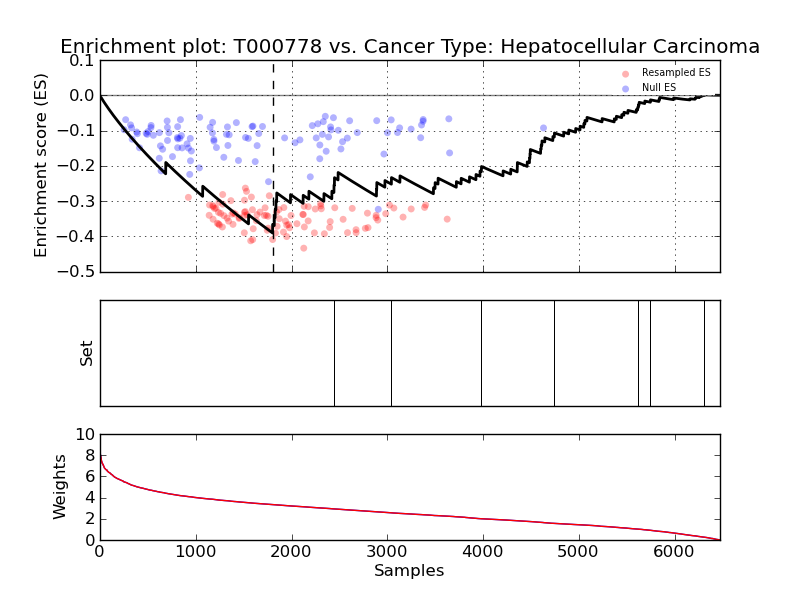 Enrichment plot: T000778 vs. Cancer Type: Hepatocellular Carcinoma
0.1
0.0
−0.1
−0.2
−0.3
−0.4
−0.5
Enrichment score (ES)
Resampled ES
Null ES
Set
10
8
6
4
2
0
Weights
0 1000 2000 3000 4000 5000 6000
Samples